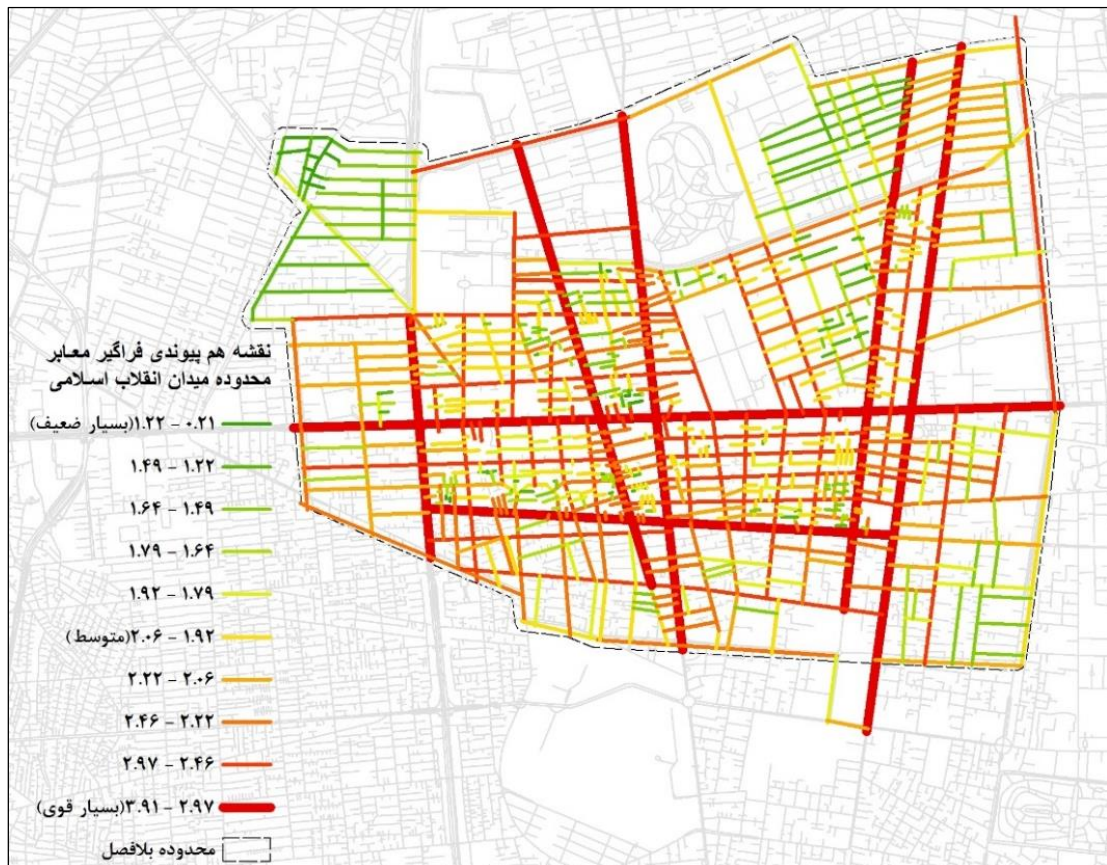 نقشه هم پیوندی فراگیر معابر
محدوده میدان انقلاب اسلامی
۰.۲۱ - ۱.۲۲(بسیار ضعیف)
۱.۲۲ - ۱.۴۹
۱.۴۹ - ۱.۶۴
۱.۶۴ - ۱.۷۹
۱.۷۹ - ۱.۹۲
۱.۹۲ - ۲.۰۶(متوسط)
۲.۰۶ - ۲.۲۲
۲.۲۲ - ۲.۴۶
۲.۴۶ - ۲.۹۷
۲.۹۷ - ۳.۹۱(بسیار قوی)
محدوده بلافصل